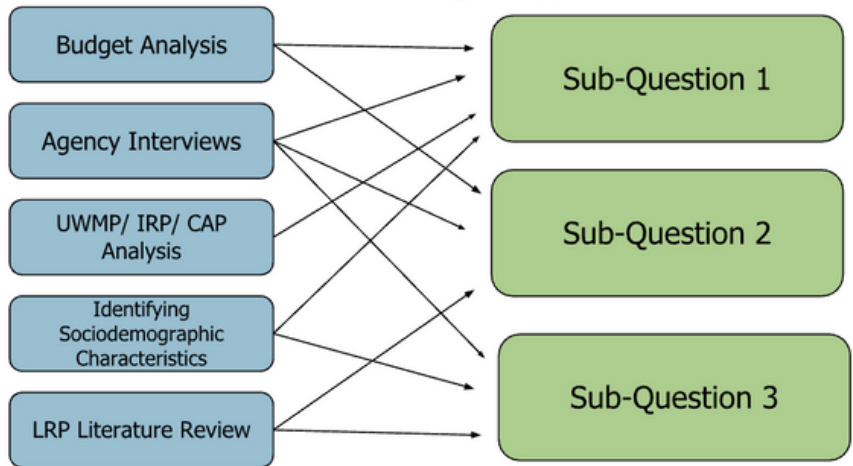 Budget Analysis
Agency Interviews
UWMP/ IRP/ CAP
Analysis
Identifying
Sociodemographic
Characteristics
LRP Literature Review
Sub-Question 1
Sub-Question 2
Sub-Question 3